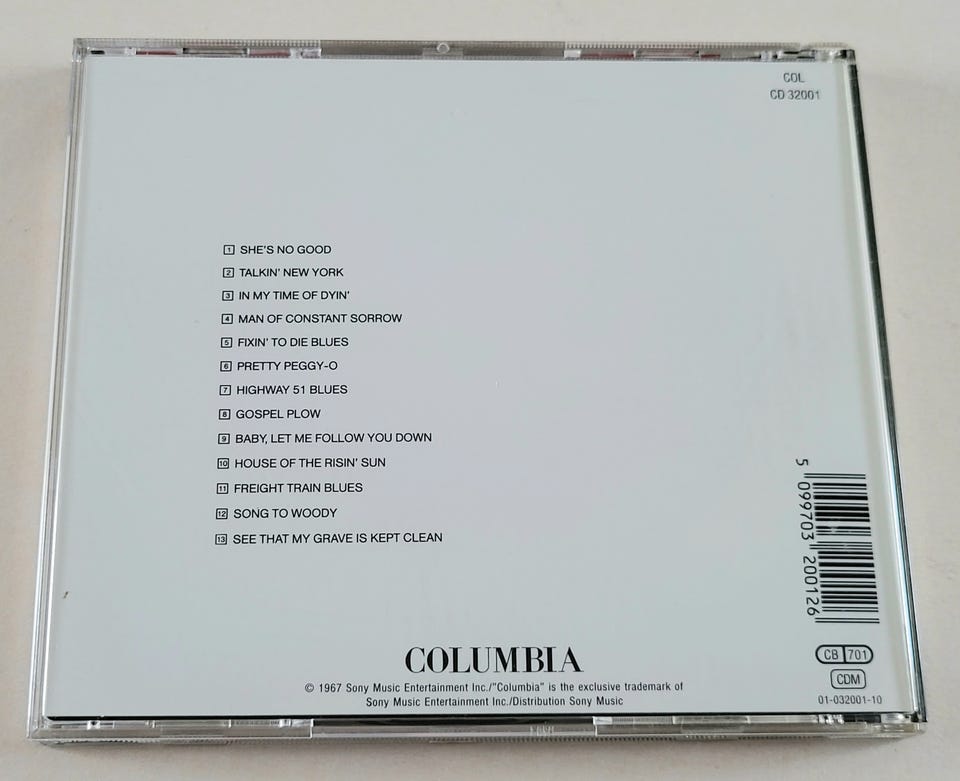 COL
CD 32001
1 SHE'S NO GOOD
2 TALKIN' NEW YORK
3 IN MY TIME OF DYIN'
4 MAN OF CONSTANT SORROW
5 FIXIN' TO DIE BLUES
6 PRETTY PEGGY-O
7 HIGHWAY 51 BLUES
8 GOSPEL PLOW
9 BABY, LET ME FOLLOW YOU DOWN
10 HOUSE OF THE RISIN' SUN
11 FREIGHT TRAIN BLUES
12 SONG TO WOODY
13 SEE THAT MY GRAVE IS KEPT CLEAN
5 099703 200126
COLUMBIA
© 1967 Sony Music Entertainment Inc./"Columbia" is the exclusive trademark of
Sony Music Entertainment Inc./Distribution Sony Music
CB 701
CDM
01-032001-10